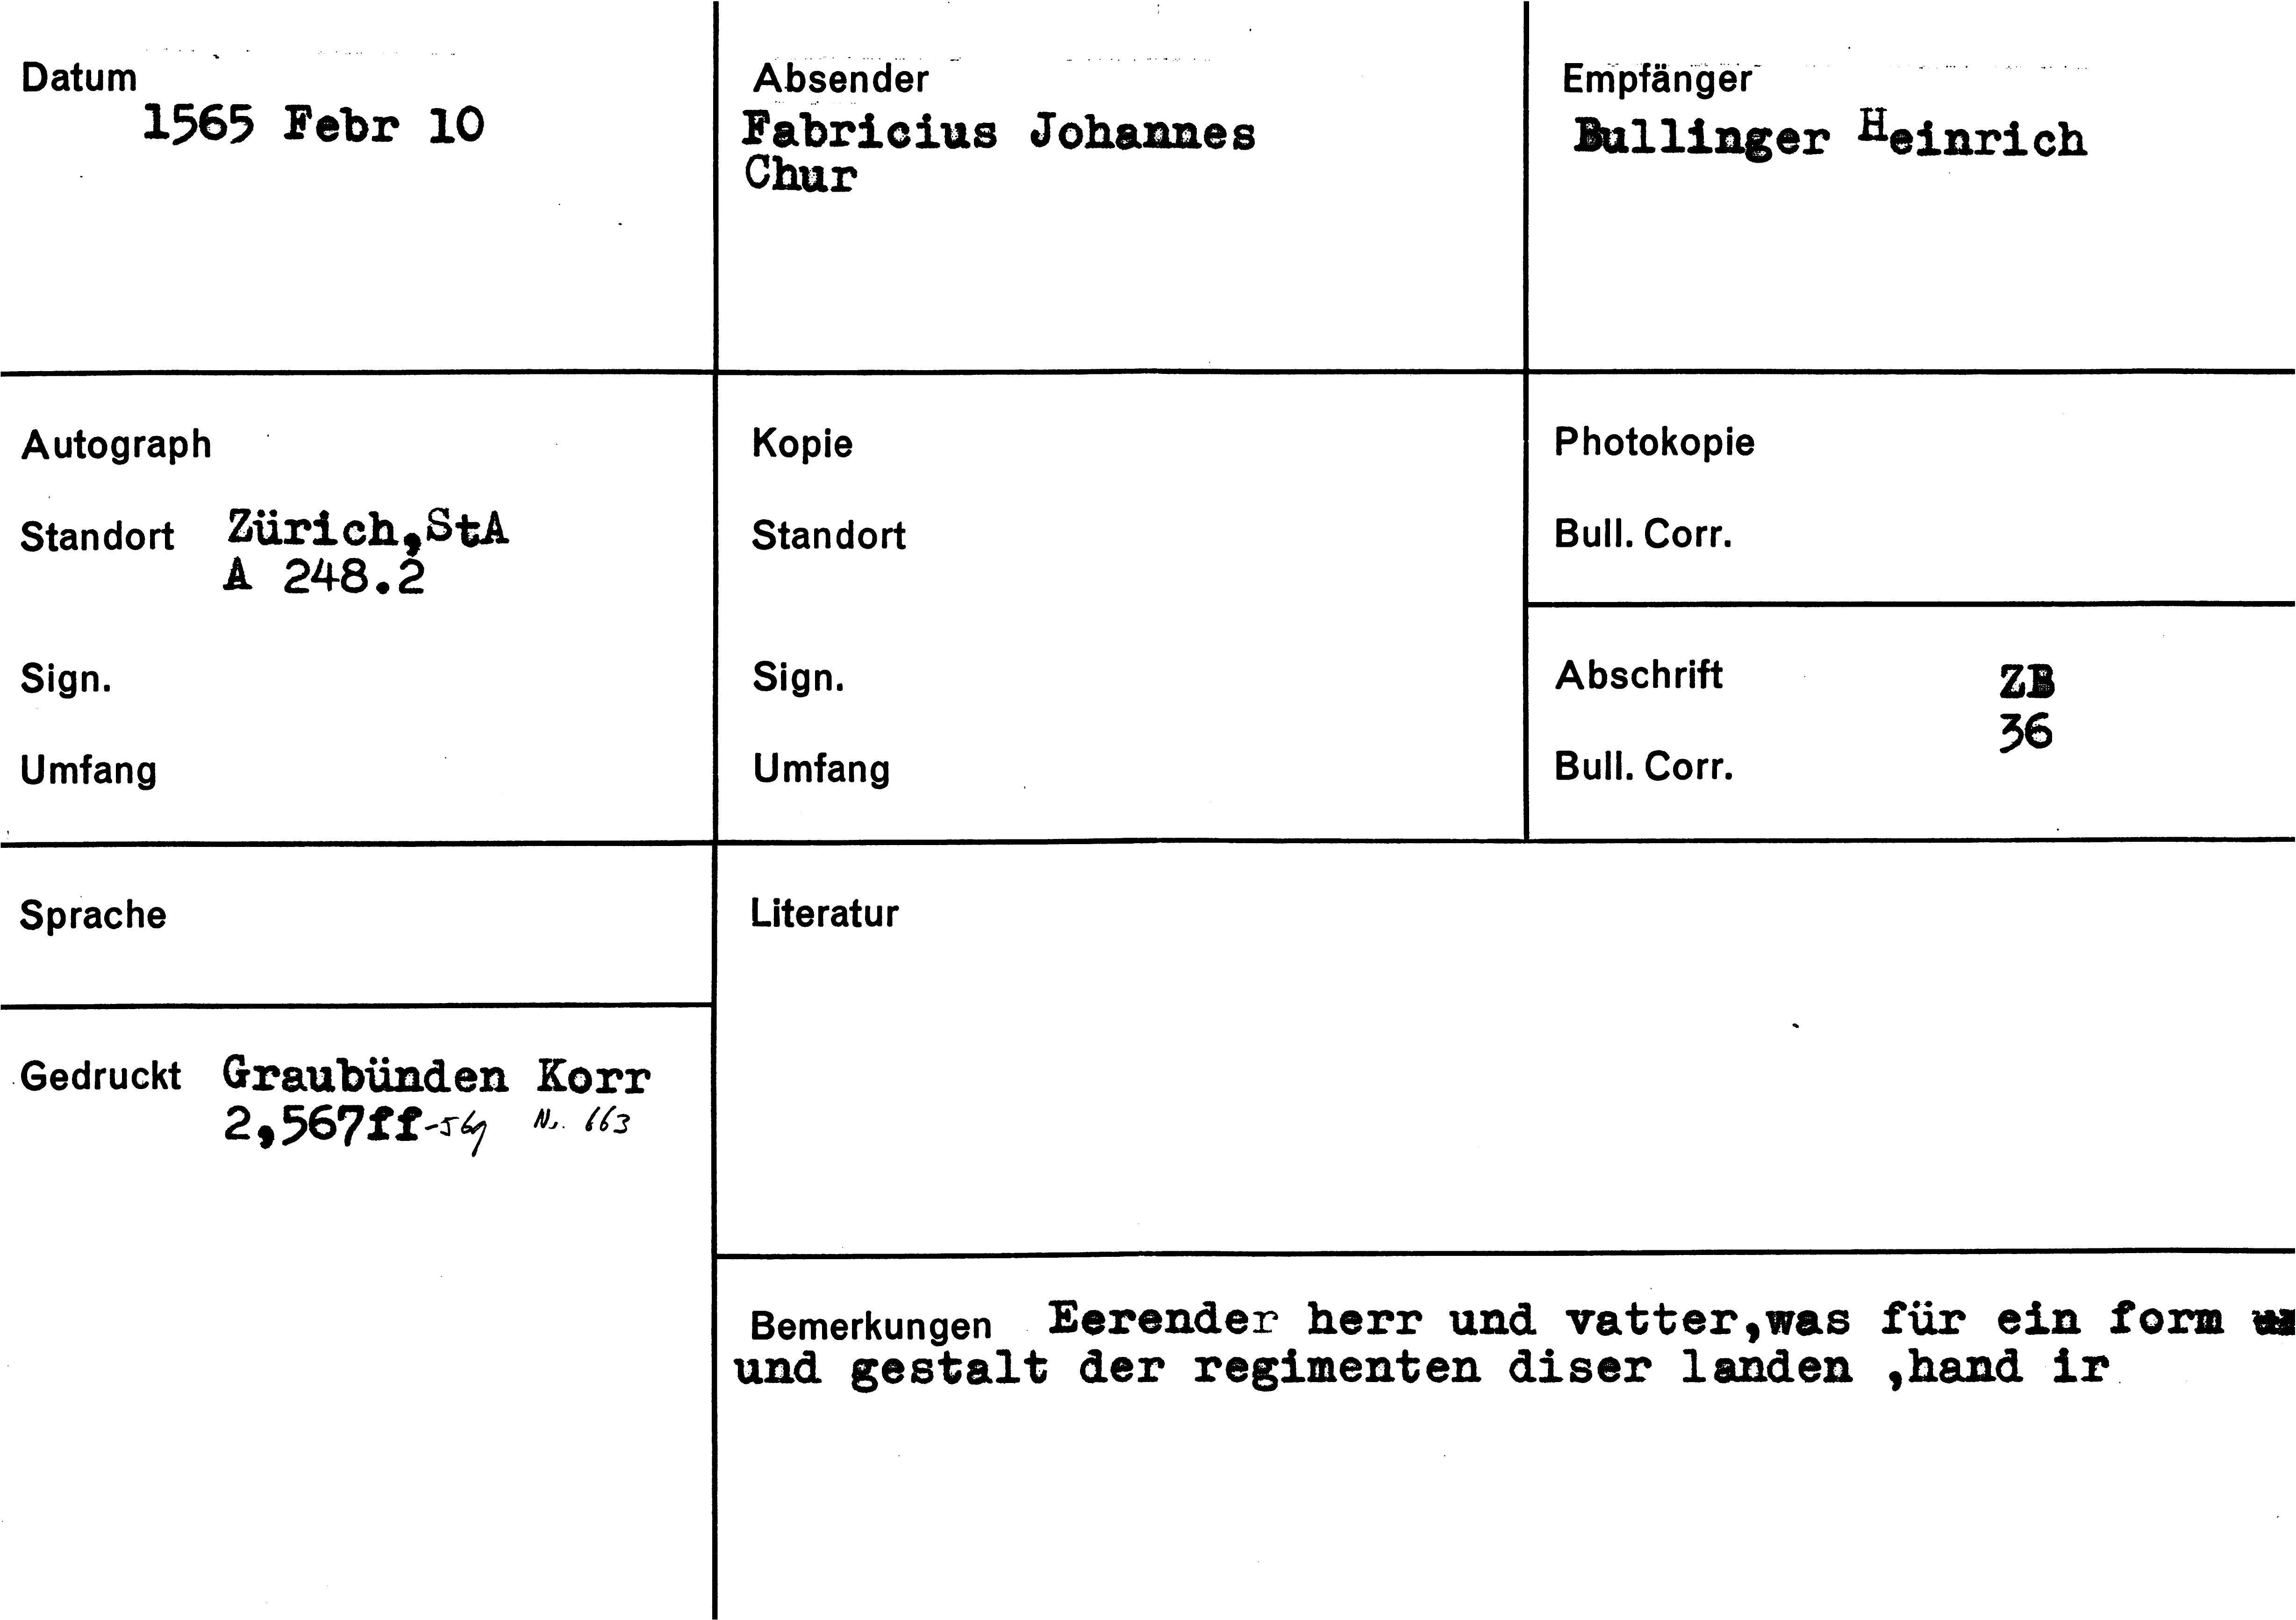 Datum
1565 Febr 10
Absender
Fabricius Johannes
Chur
Empfänger
Bullinger Heinrich
Autograph
Standort Zürich,StA
A 248.2
Sign.
Umfang
Kopie
Standort
Sign.
Umfang
Photokopie
Bull. Corr.
Abschrift ZB
36
Bull. Corr.
Sprache
Literatur
Gedruckt Graubünden Korr
2,567ff-569 Nr. 663
Bemerkungen Eerender herr und vatter,was für ein form
und gestalt der regimenten diser landen ,hand ir